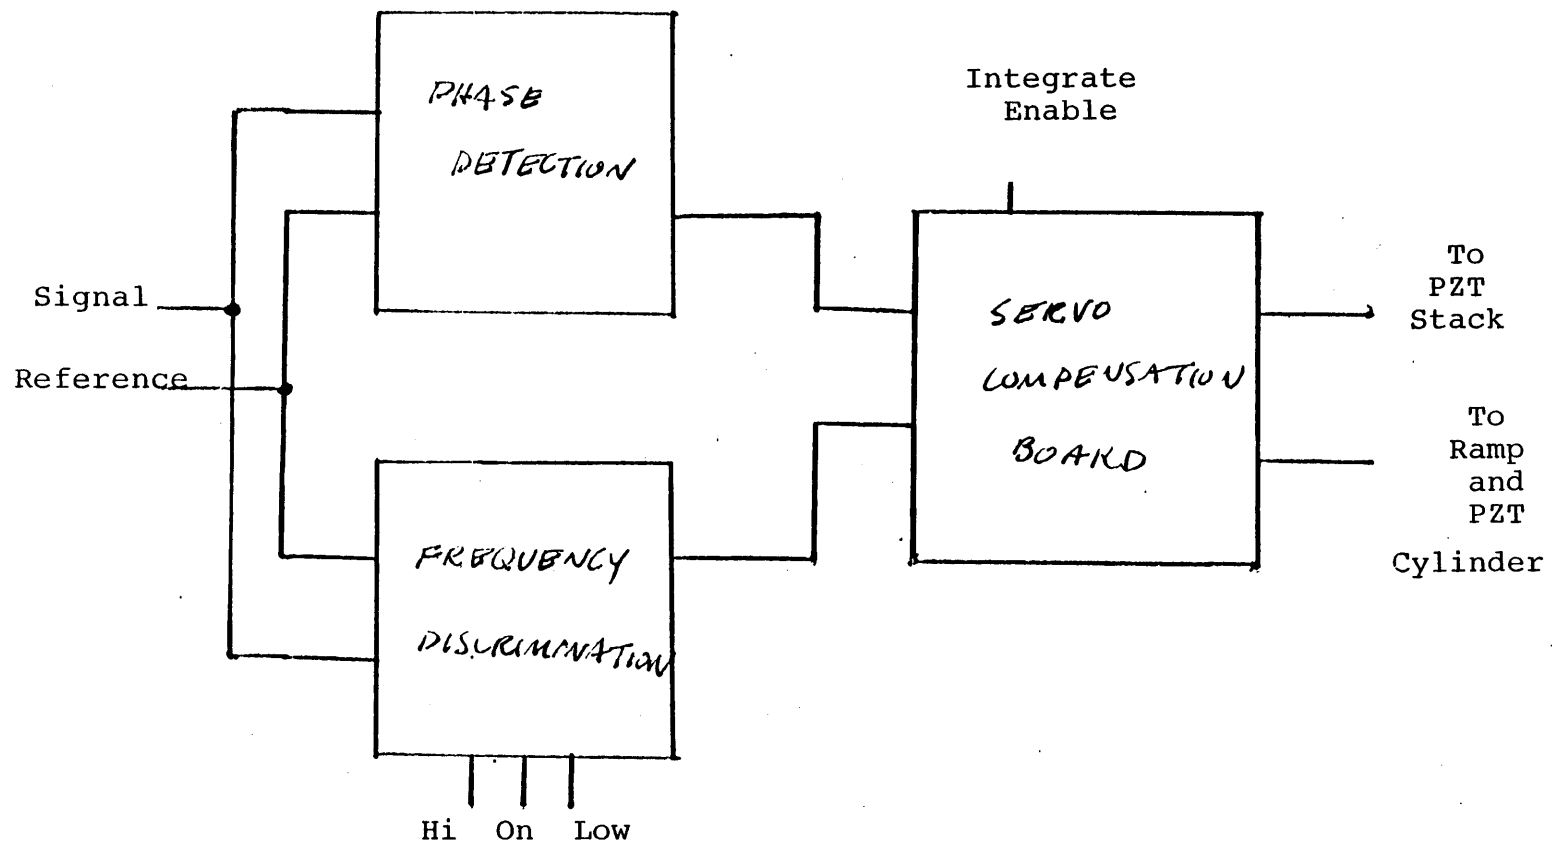 PHASE
DETECTION
Integrate
Enable
Signal
Reference
SERVO
COMPENSATION
BOARD
To
PZT
Stack
To
Ramp
and
PZT
Cylinder
FREQUENCY
DISCRIMINATION
Hi On Low